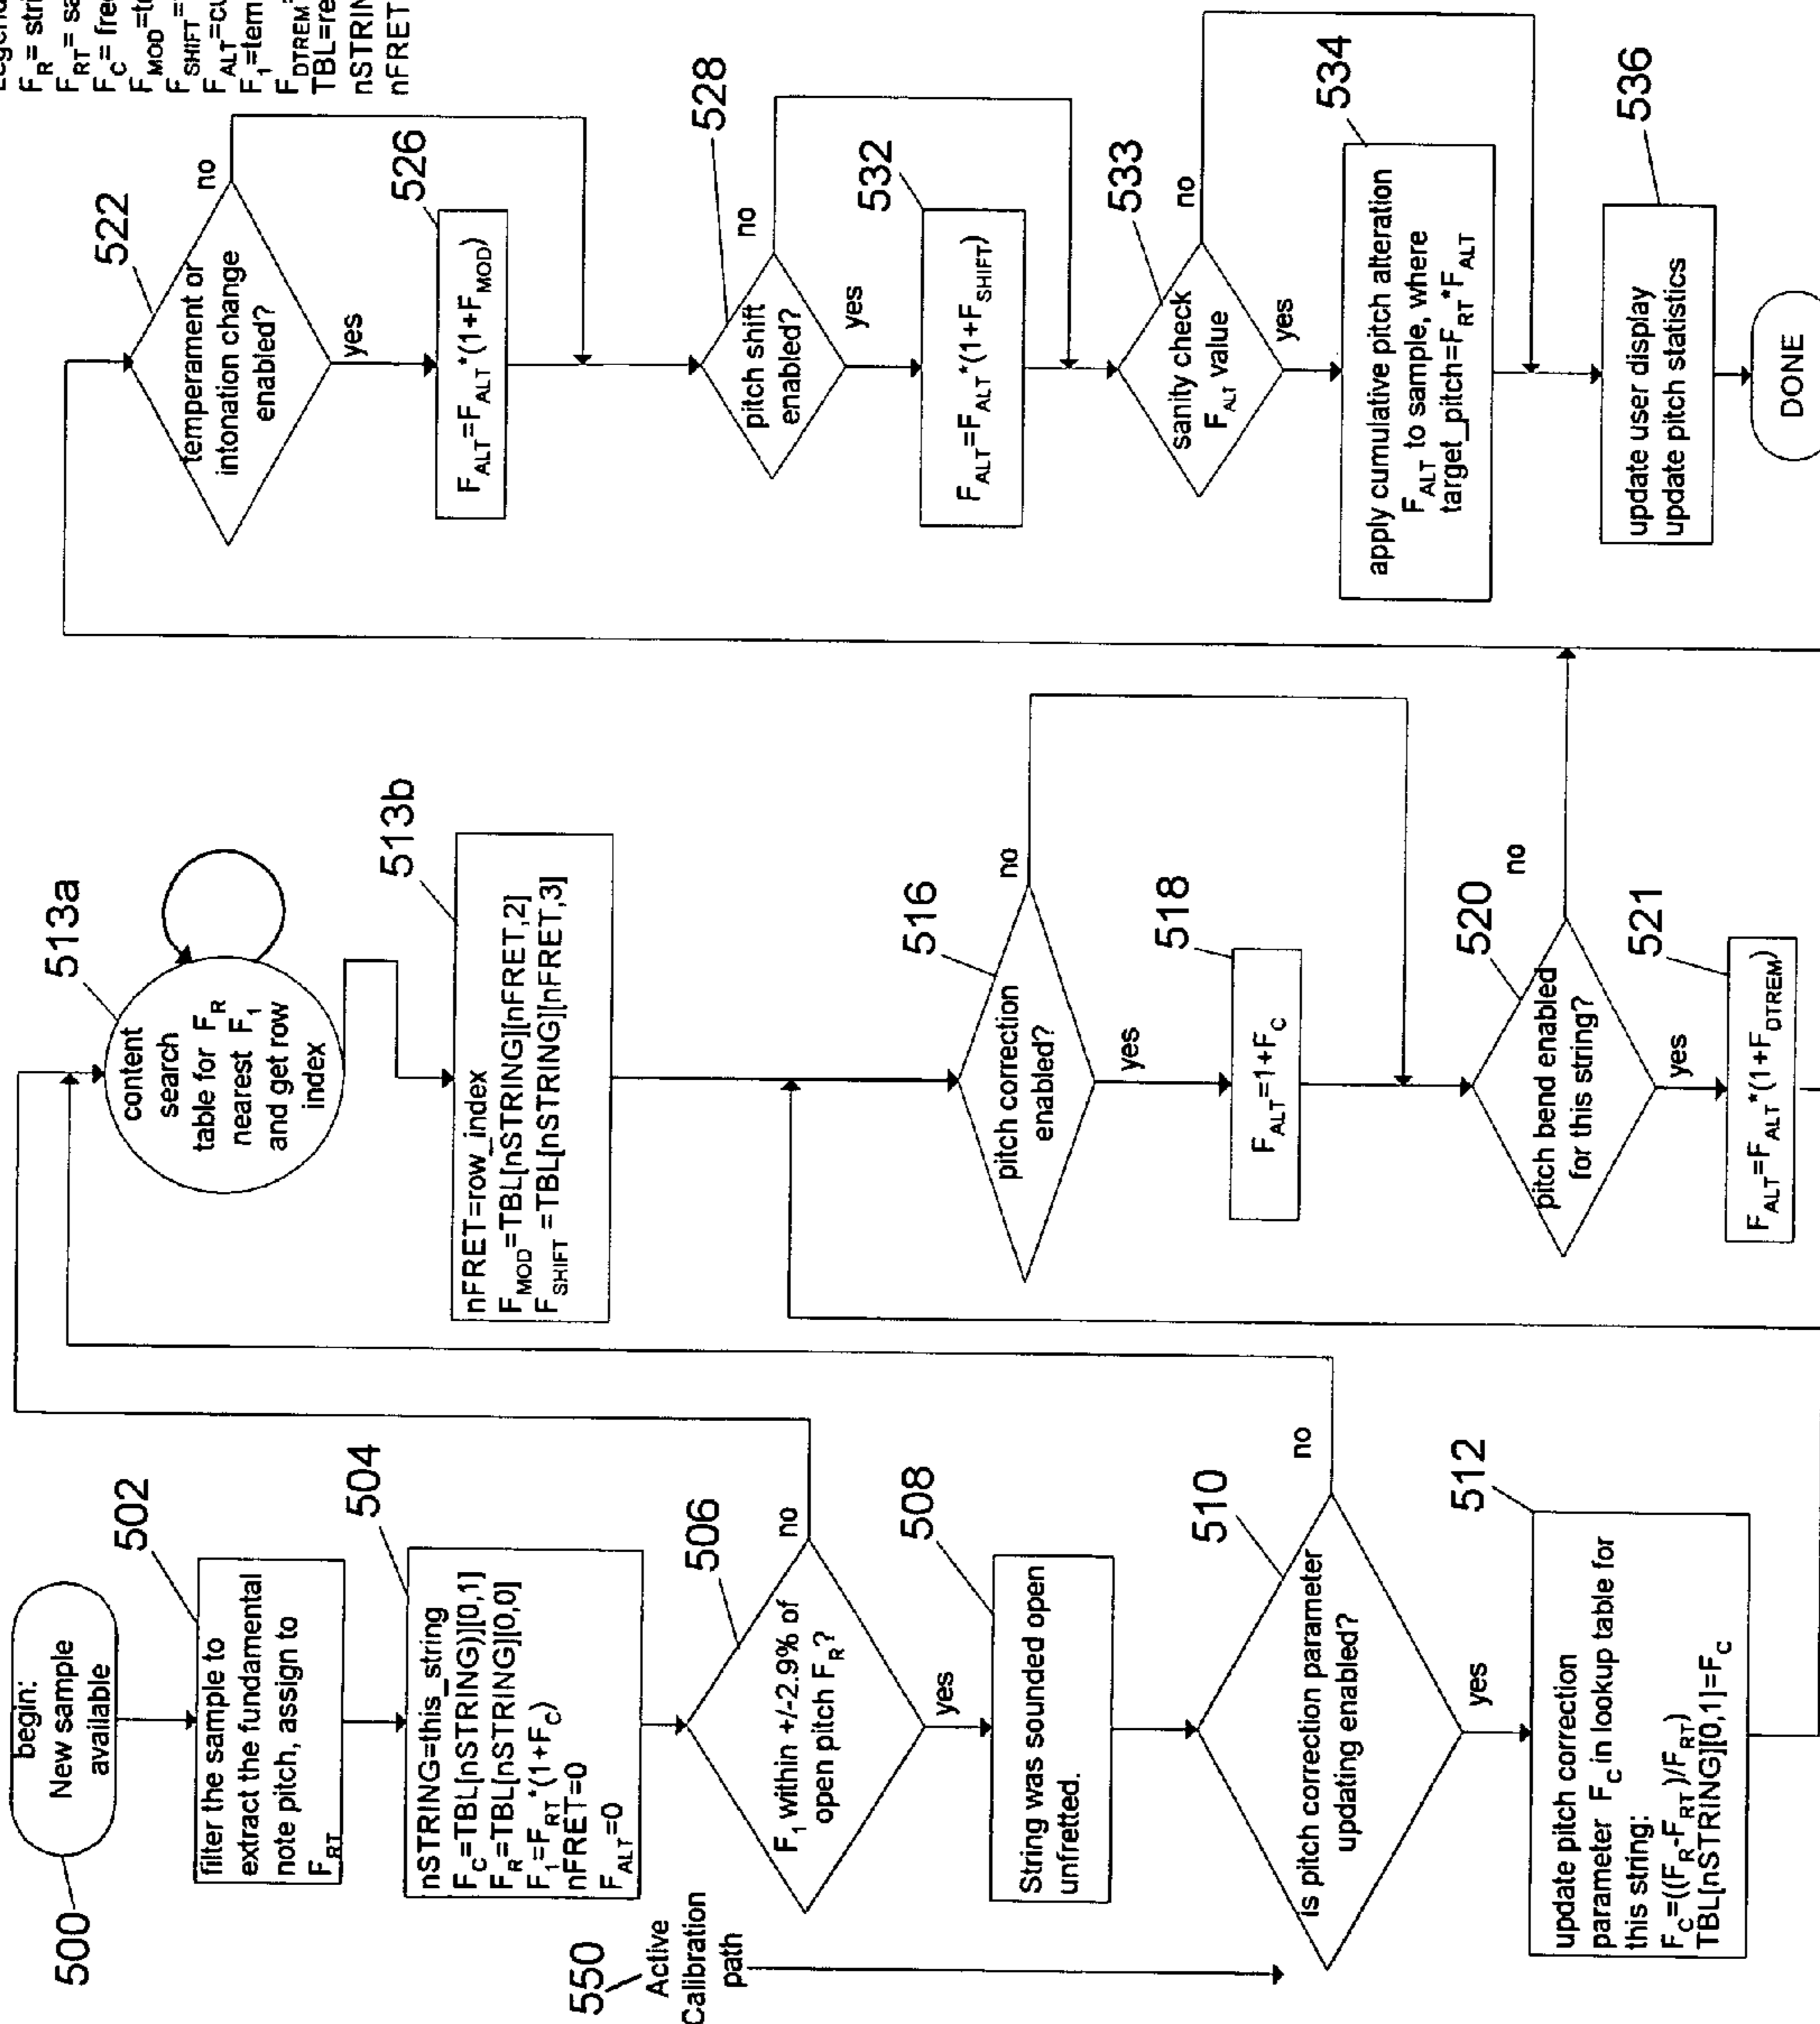 begin:
New sample
available
500
502
filter the sample to
extract the fundamental
note pitch, assign to
F_RT
504
nSTRING=this_string
F_C=TBL[nSTRING)][0,1]
F_R=TBL[nSTRING][0,0]
F_1=F_RT*(1+F_C)
nFRET=0
F_ALT=0
506
F_1 within +/-2.9% of
open pitch F_R?
no
yes
508
String was sounded open
unfretted.
550
Active
Calibration
path
510
is pitch correction parameter
updating enabled?
no
yes
512
update pitch correction
parameter F_C in lookup table for
this string:
F_C=((F_R-F_RT)/F_RT)
TBL[nSTRING][0,1]=F_C
513a
content
search
table for F_R
nearest F_1
and get row
index
513b
nFRET=row_index
F_MOD=TBL[nSTRING][nFRET,2]
F_SHIFT=TBL[nSTRING][nFRET,3]
516
pitch correction
enabled?
no
yes
518
F_ALT=1+F_C
520
pitch bend enabled
for this string?
no
yes
521
F_ALT=F_ALT*(1+F_DTREM)
522
temperament or
intonation change
enabled?
no
yes
526
F_ALT=F_ALT*(1+F_MOD)
528
pitch shift
enabled?
no
yes
532
F_ALT=F_ALT*(1+F_SHIFT)
533
sanity check
F_ALT value
no
yes
534
apply cumulative pitch alteration
F_ALT to sample, where
target_pitch=F_RT*F_ALT
536
update user display
update pitch statistics
DONE
F_R= 
F_RT= 
F_C= 
F_MOD=
F_SHIFT=
F_ALT=
F_1=
F_DTREM
TBL=
nFRET